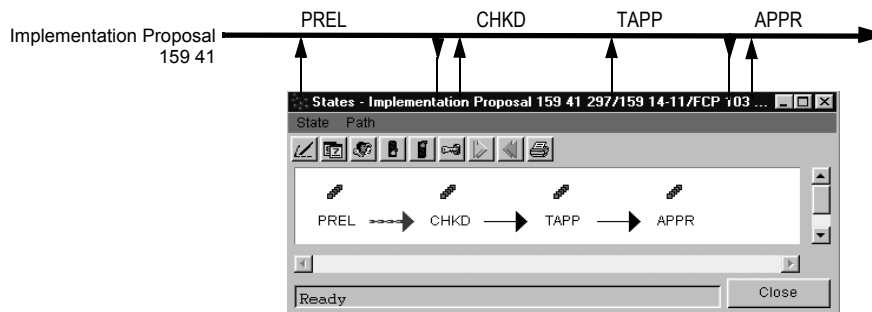 PREL CHKD TAPP APPR
Implementation Proposal
159 41
States - Implementation Proposal 159 41 297/159 14-11/FCP 103 ...
State Path
PREL CHKD TAPP APPR
Ready
Close